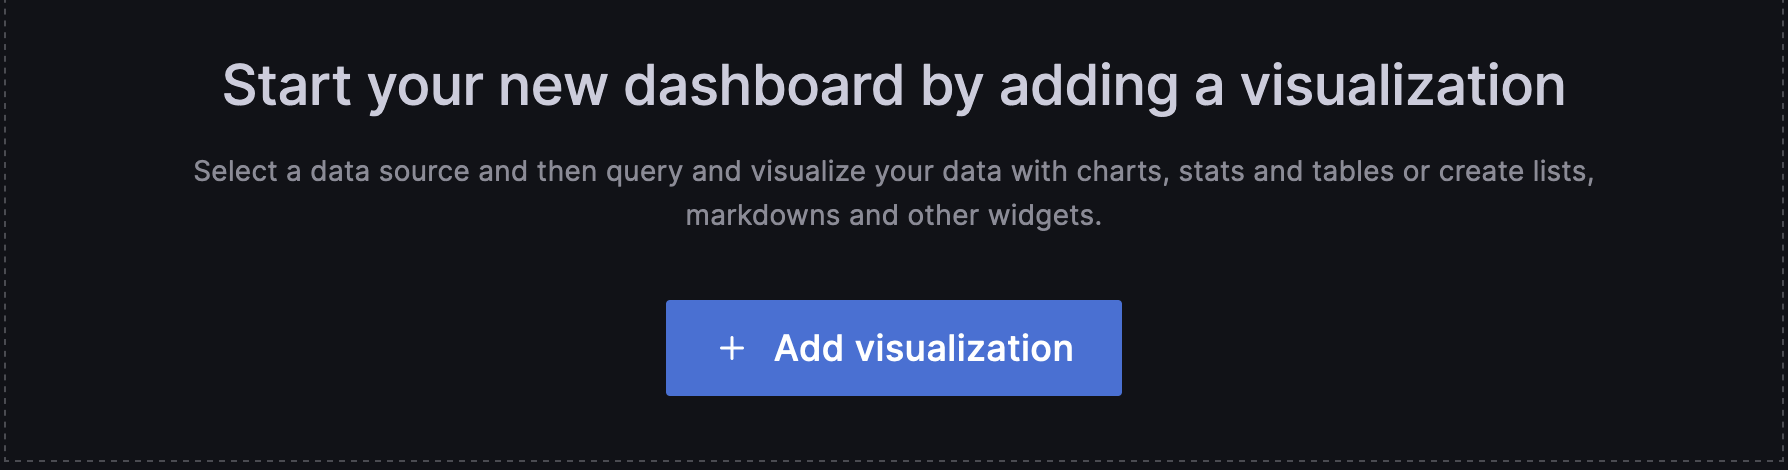 Start your new dashboard by adding a visualization
Select a data source and then query and visualize your data with charts, stats and tables or create lists,
markdowns and other widgets.
+ Add visualization